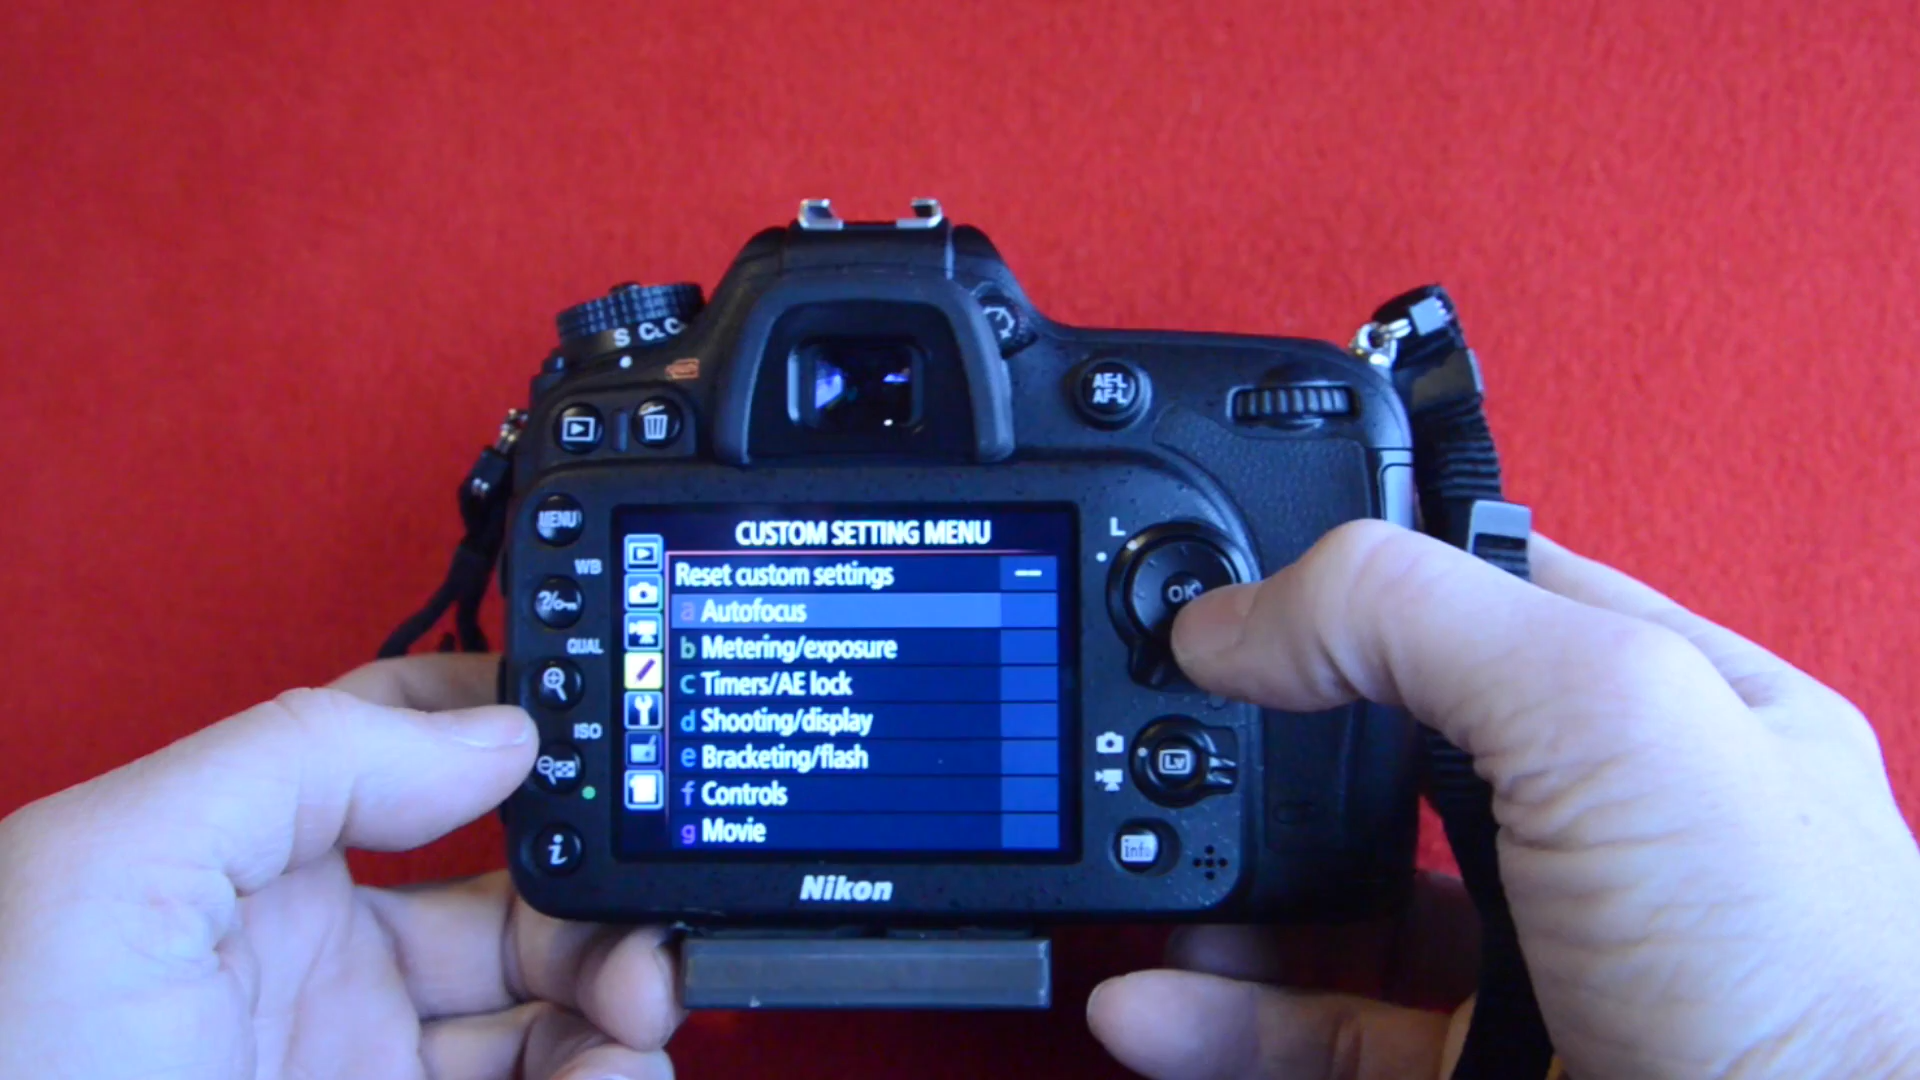 S CL C
AE-L
AF-L
MENU
WB
?
QUAL
ISO
i
CUSTOM SETTING MENU
Reset custom settings --
a Autofocus
b Metering/exposure
c Timers/AE lock
d Shooting/display
e Bracketing/flash
f Controls
g Movie
Nikon
L
OK
Lv
info